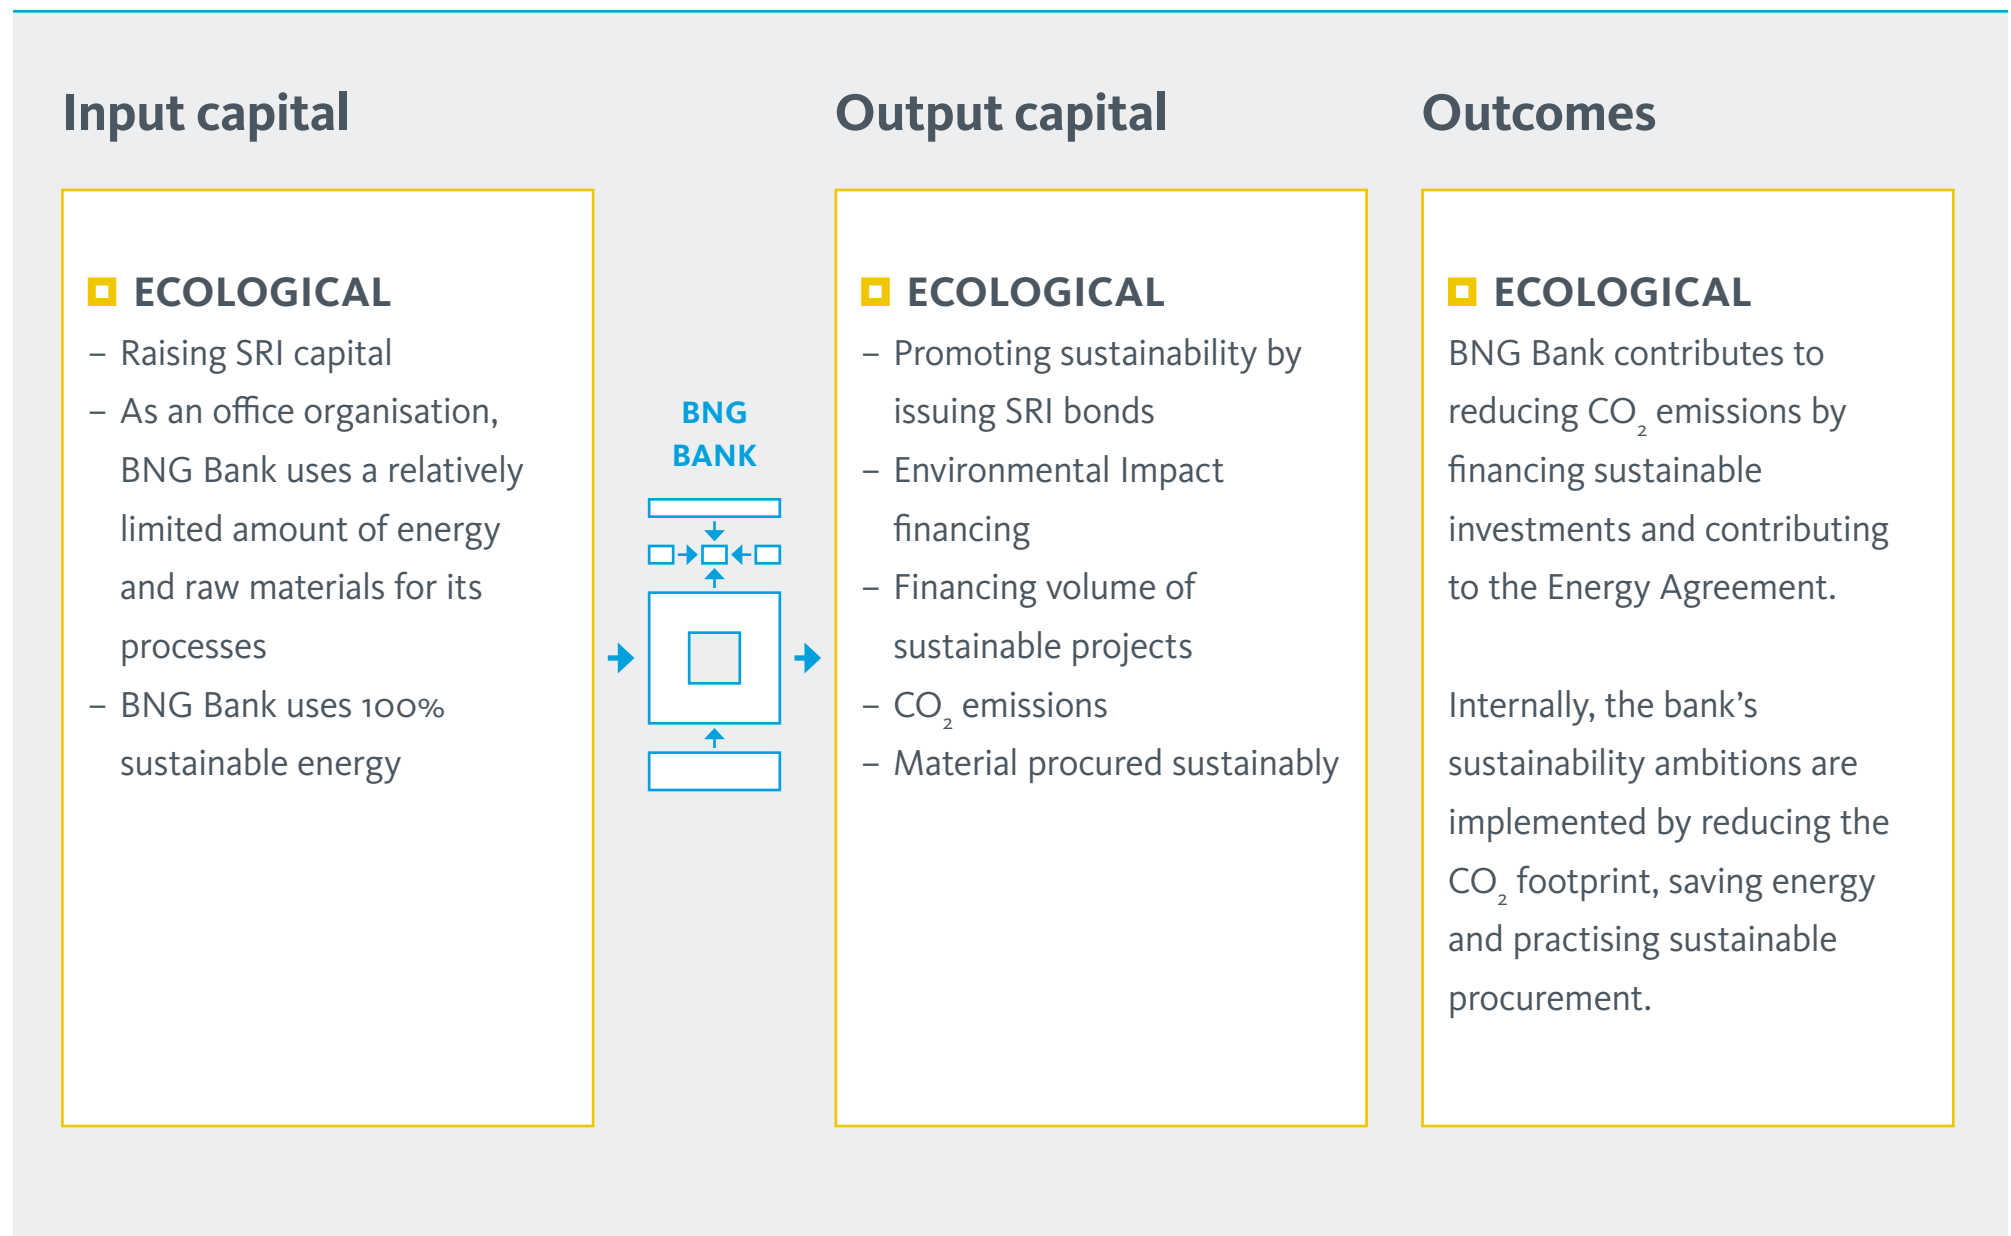 Input capital
ECOLOGICAL
– Raising SRI capital
– As an office organisation,
BNG Bank uses a relatively
limited amount of energy
and raw materials for its
processes
– BNG Bank uses 100%
sustainable energy
BNG
BANK
Output capital
ECOLOGICAL
– Promoting sustainability by
issuing SRI bonds
– Environmental Impact
financing
– Financing volume of
sustainable projects
– CO₂ emissions
– Material procured sustainably
Outcomes
ECOLOGICAL
BNG Bank contributes to
reducing CO₂ emissions by
financing sustainable
investments and contributing
to the Energy Agreement.
Internally, the bank’s
sustainability ambitions are
implemented by reducing the
CO₂ footprint, saving energy
and practising sustainable
procurement.